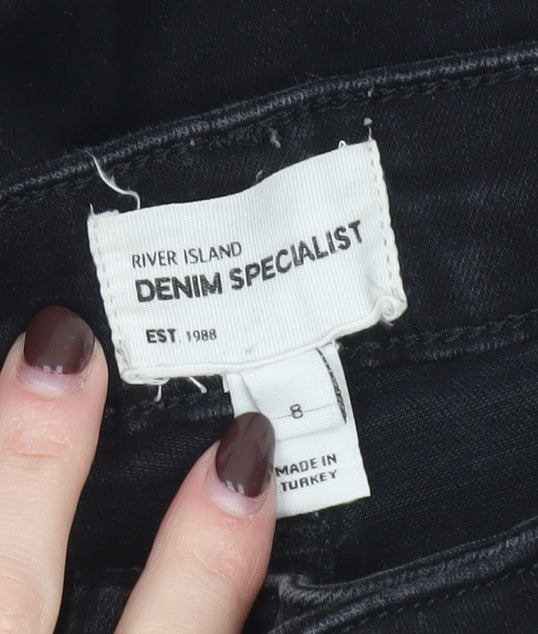 RIVER ISLAND
DENIM SPECIALIST
EST. 1988
8
MADE IN
TURKEY